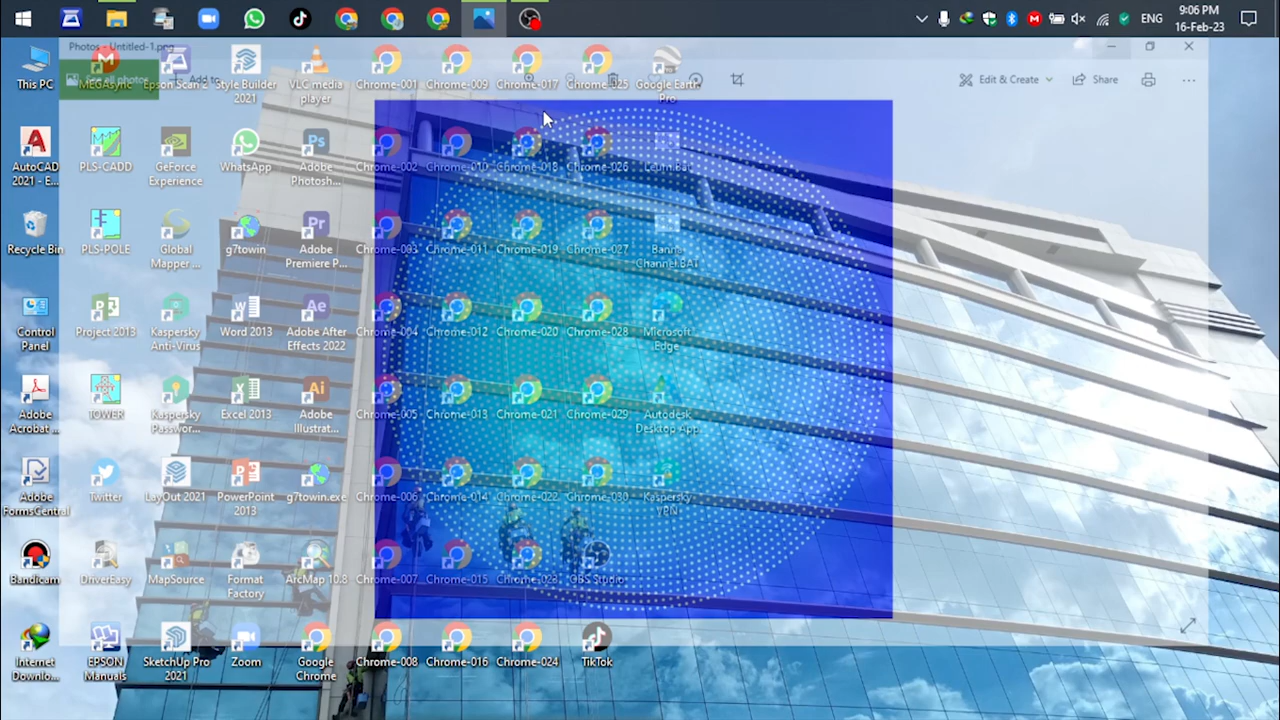 ENG
9:06 PM
16-Feb-23
Photos - Untitled-1.png
See all photos
Add to
Edit & Create
Share
This PC
MEGAsync
Epson Scan 2
Style Builder
2021
VLC media
player
Chrome-001
Chrome-009
Chrome-017
Chrome-025
Google Earth
Pro
AutoCAD
2021 - E...
PLS-CADD
GeForce
Experience
WhatsApp
Adobe
Photosh...
Chrome-002
Chrome-010
Chrome-018
Chrome-026
Recycle Bin
PLS-POLE
Global
Mapper ...
g7towin
Adobe
Premiere P...
Chrome-003
Chrome-011
Chrome-019
Chrome-027
Channel.BAT
Control
Panel
Project 2013
Kaspersky
Anti-Virus
Word 2013
Adobe After
Effects 2022
Chrome-004
Chrome-012
Chrome-020
Chrome-028
Microsoft
Edge
Adobe
Acrobat ...
TOWER
Kaspersky
Passwor...
Excel 2013
Adobe
Illustrat...
Chrome-005
Chrome-013
Chrome-021
Chrome-029
Autodesk
Desktop App
Adobe
FormsCentral
Twitter
LayOut 2021
PowerPoint
2013
g7towin.exe
Chrome-006
Chrome-014
Chrome-022
Chrome-030
Kaspersky
VPN
Bandicam
DriverEasy
MapSource
Format
Factory
ArcMap 10.8
Chrome-007
Chrome-015
Chrome-023
OBS Studio
Internet
Downlo...
EPSON
Manuals
SketchUp Pro
2021
Zoom
Google
Chrome
Chrome-008
Chrome-016
Chrome-024
TikTok